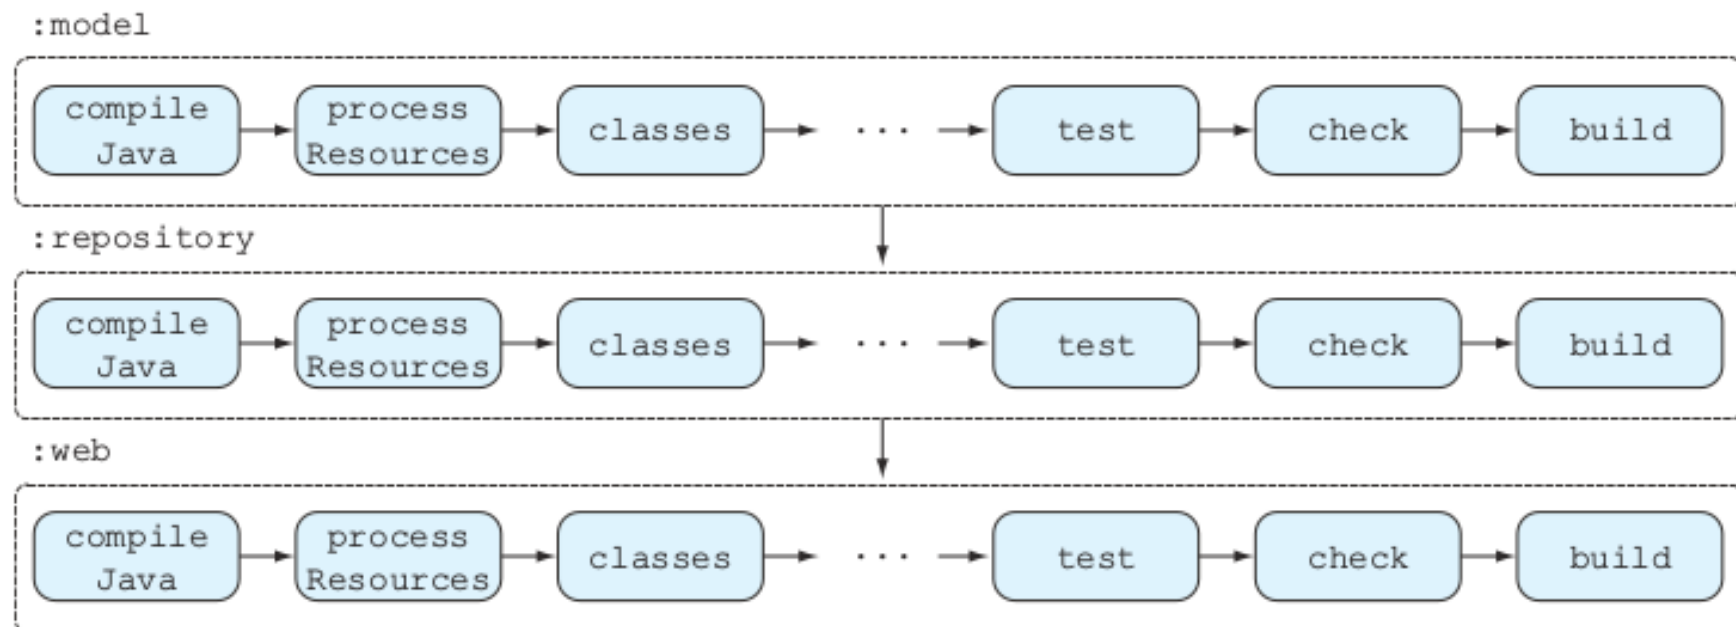 :model
compile
Java
process
Resources
classes
...
test
check
build
:repository
compile
Java
process
Resources
classes
...
test
check
build
:web
compile
Java
process
Resources
classes
...
test
check
build